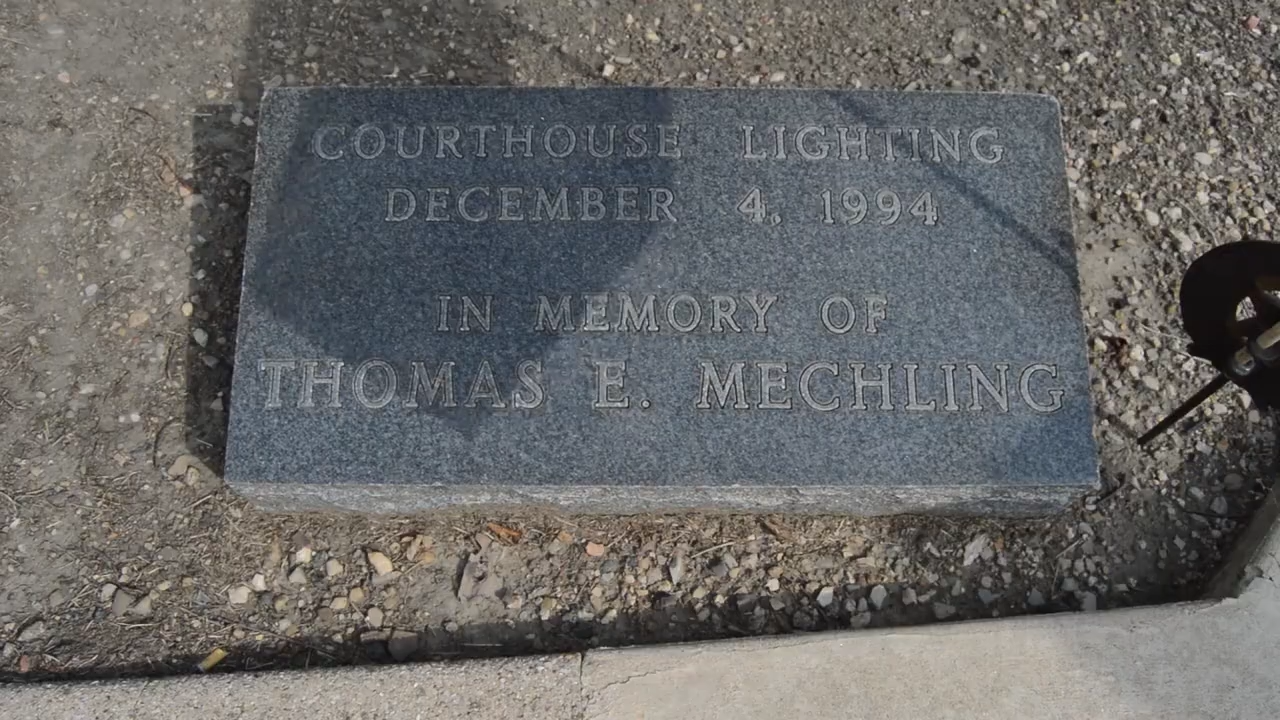 COURTHOUSE LIGHTING
DECEMBER 4, 1994
IN MEMORY OF
THOMAS E. MECHLING